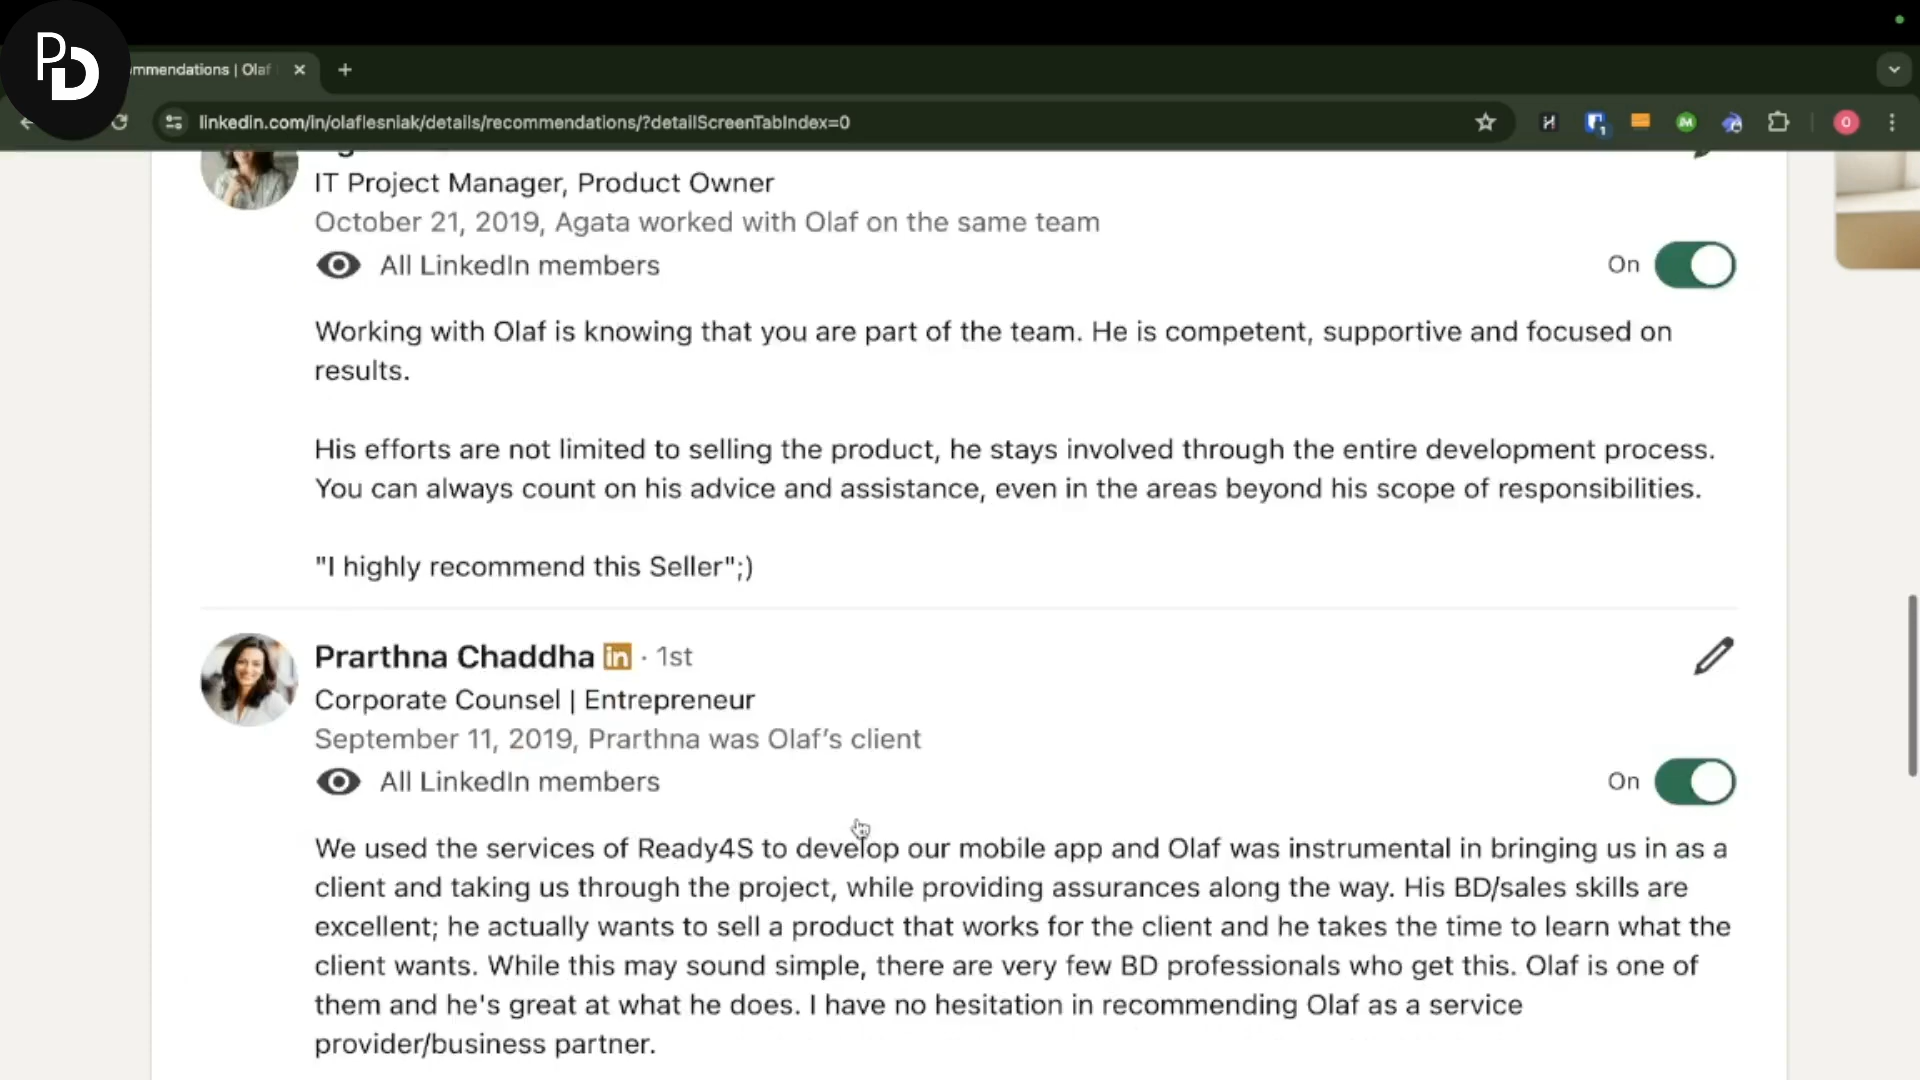 PD
mmendations | Olaf
linkedin.com/in/olaflesniak/details/recommendations/?detailScreenTabIndex=0
IT Project Manager, Product Owner
October 21, 2019, Agata worked with Olaf on the same team
All LinkedIn members
On
Working with Olaf is knowing that you are part of the team. He is competent, supportive and focused on
results.
His efforts are not limited to selling the product, he stays involved through the entire development process.
You can always count on his advice and assistance, even in the areas beyond his scope of responsibilities.
"I highly recommend this Seller";)
Prarthna Chaddha in · 1st
Corporate Counsel | Entrepreneur
September 11, 2019, Prarthna was Olaf's client
All LinkedIn members
On
We used the services of Ready4S to develop our mobile app and Olaf was instrumental in bringing us in as a
client and taking us through the project, while providing assurances along the way. His BD/sales skills are
excellent; he actually wants to sell a product that works for the client and he takes the time to learn what the
client wants. While this may sound simple, there are very few BD professionals who get this. Olaf is one of
them and he's great at what he does. I have no hesitation in recommending Olaf as a service
provider/business partner.